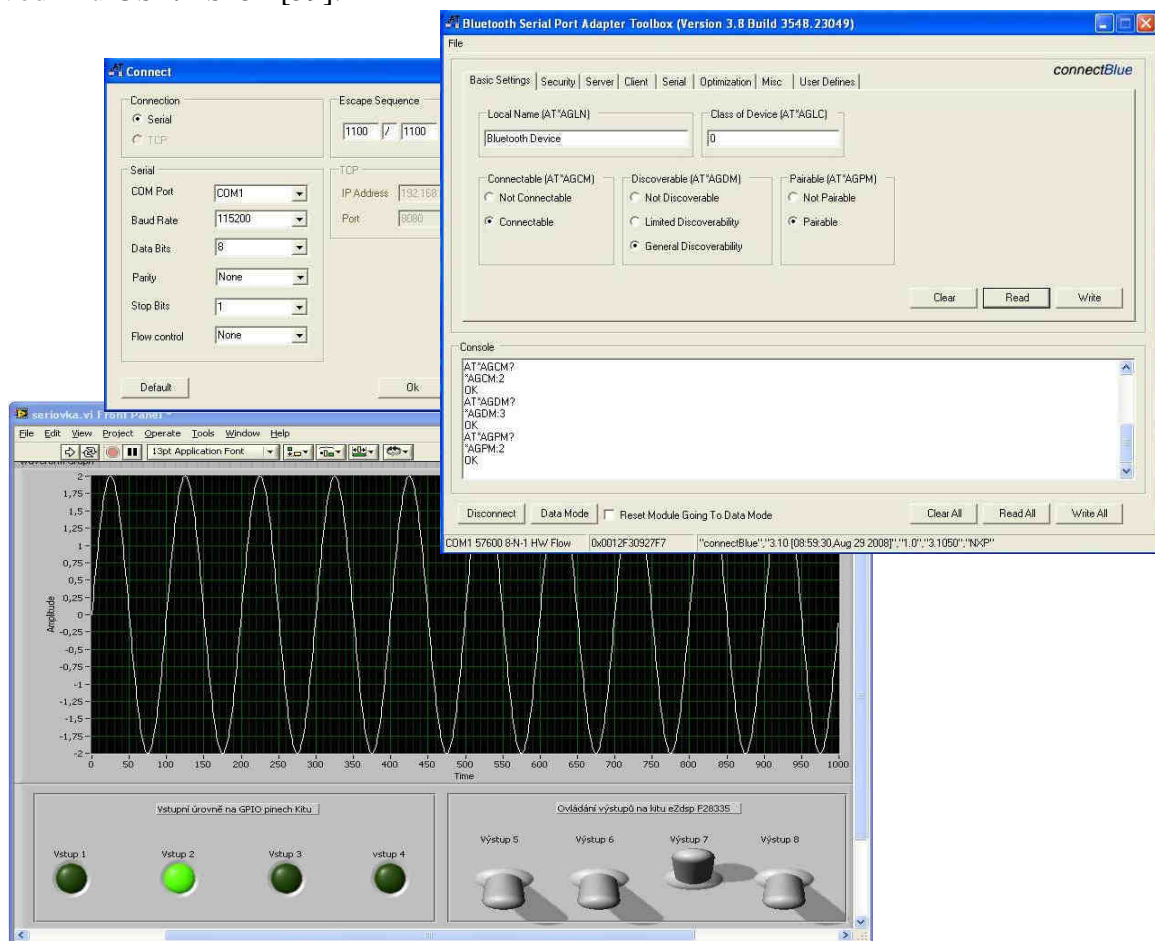 Bluetooth Serial Port Adapter Toolbox (Version 3.8 Build 3548.23049)
File
connectBlue
Basic Settings Security Server Client Serial Optimization Misc User Defines
Local Name (AT*AGLN)
Bluetooth Device
Class of Device (AT*AGLC)
0
Connectable (AT*AGCM)
Not Connectable
Connectable
Discoverable (AT*AGDM)
Not Discoverable
Limited Discoverability
General Discoverability
Pairable (AT*AGPM)
Not Pairable
Pairable
Clear Read Write
Console
AT*AGCM?
*AGCM:2
OK
AT*AGDM?
*AGDM:3
OK
AT*AGPM?
*AGPM:2
OK
Disconnect Data Mode Reset Module Going To Data Mode Clear All Read All Write All
COM1 57600 8-N-1 HW Flow 0x0012F30927F7 "connectBlue","3.10 [08:59:30,Aug 29 2008]","1.0","3.1050","NXP"
Connect
Connection
Serial
TCP
Escape Sequence
1100 / 1100
Serial
COM Port COM1
Baud Rate 115200
Data Bits 8
Parity None
Stop Bits 1
Flow control None
TCP
IP Address 192.168
Port 8080
Default Ok
seriovka.vi Front Panel *
File Edit View Project Operate Tools Window Help
13pt Application Font
Waveform Graph
2
1,75
1,5
1,25
1
0,75
0,5
0,25
0
-0,25
-0,5
-0,75
-1
-1,25
-1,5
-1,75
-2
Amplitude
0 50 100 150 200 250 300 350 400 450 500 550 600 650 700 750 800 850 900 950 1000
Time
Vstupní úrovně na GPIO pinech Kitu
Vstup 1 Vstup 2 Vstup 3 vstup 4
Ovládání výstupů na kitu eZdsp F28335
Výstup 5 Výstup 6 Výstup 7 Výstup 8